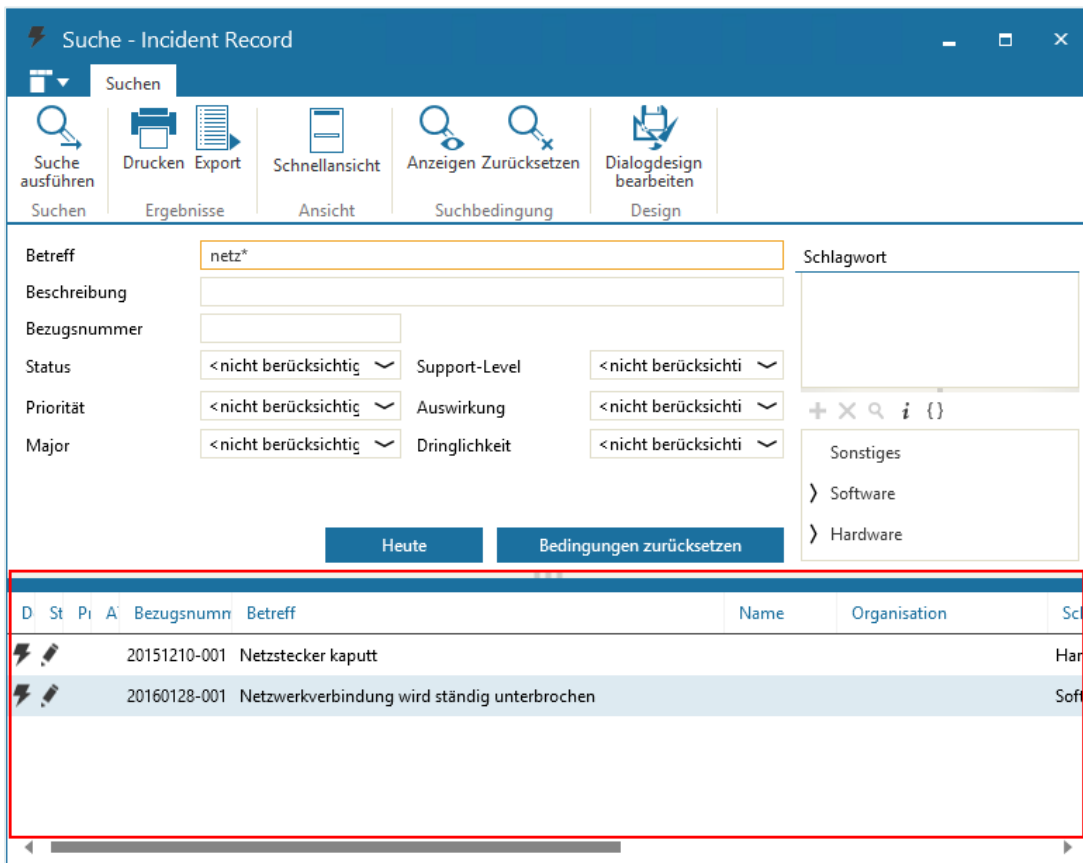 Suche - Incident Record
Suchen
Suche ausführen
Drucken Export
Schnellansicht
Anzeigen Zurücksetzen
Dialogdesign bearbeiten
Suchen
Ergebnisse
Ansicht
Suchbedingung
Design
Betreff netz*
Beschreibung
Bezugsnummer
Status <nicht berücksichtig Support-Level <nicht berücksichti
Priorität <nicht berücksichtig Auswirkung <nicht berücksichti
Major <nicht berücksichtig Dringlichkeit <nicht berücksichti
Heute Bedingungen zurücksetzen
Schlagwort
i {}
Sonstiges
Software
Hardware
D St Pr A Bezugsnumm Betreff Name Organisation Scl
20151210-001 Netzstecker kaputt Har
20160128-001 Netzwerkverbindung wird ständig unterbrochen Soft